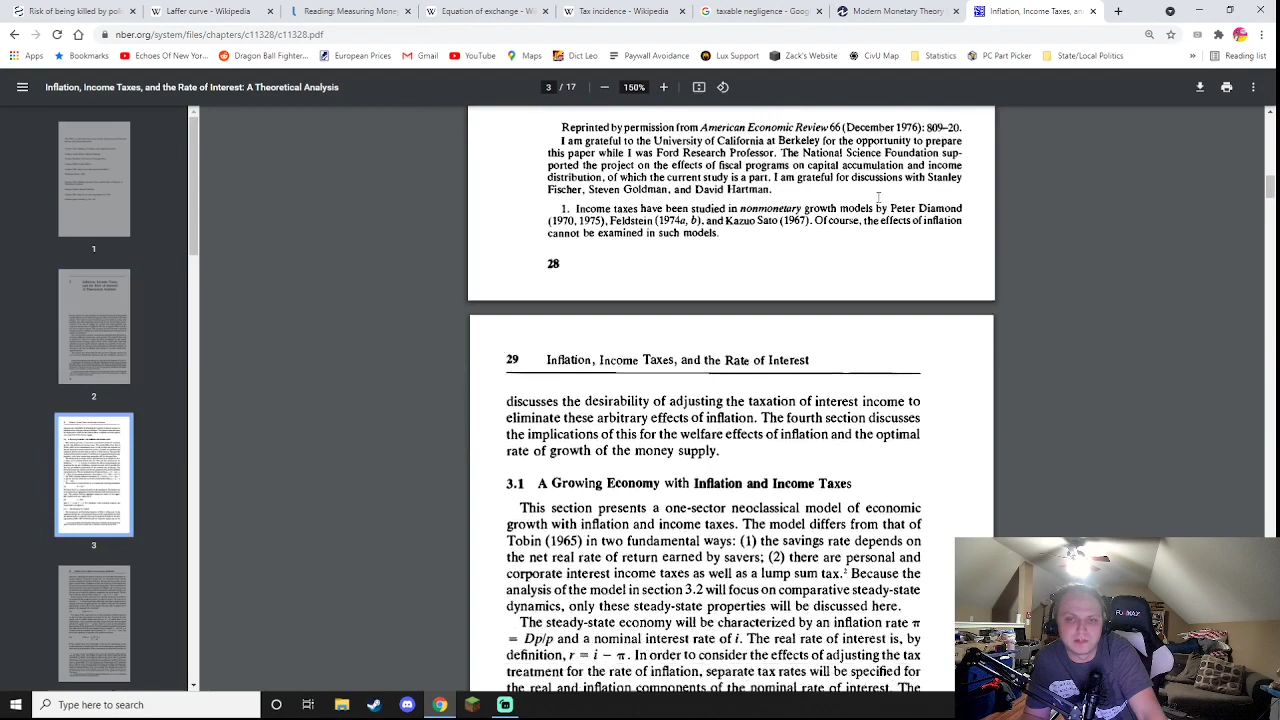 killed by po
Laffer curve - Wikipedia
Reading: Measuring Mone
Equation of exchange - Wi
Tax incidence - Wikipedia
taxable negligence - Goog
Modern Monetary Theory
Income Taxes, an
nber.org/system/files/chapters/c11328/c11328.pdf
Apps
Bookmarks
Echoes Of New Yor...
Dragon Ball Fighter...
European Prices
Gmail
YouTube
Maps
Dict Leo
Paywall Avoidance
Lux Support
Zack's Website
CivU Map
Statistics
PC Part Picker
State/Local Politics
»
Reading list
Inflation, Income Taxes, and the Rate of Interest: A Theoretical Analysis
3 / 17
150%
Reprinted by permission from American Economic Review 66 (December 1976): 809–20.
I am grateful to the University of California at Berkeley for the opportunity to prepare
this paper while I was Ford Research Professor. The National Science Foundation sup-
ported the project on the effects of fiscal programs on capital accumulation and income
distribution, of which the current study is a part. I am grateful for discussions with Stanley
Fischer, Steven Goldman, and David Hartman.
1. Income taxes have been studied in nonmonetary growth models by Peter Diamond
(1970, 1975), Feldstein (1974a, b), and Kazuo Sato (1967). Of course, the effects of inflation
cannot be examined in such models.
28
29 Inflation, Income Taxes, and the Rate of Interest
discusses the desirability of adjusting the taxation of interest income to
eliminate these arbitrary effects of inflation. The fourth section discusses
the implications of this for the welfare effects of inflation and the optimal
rate of growth of the money supply.
3.1 A Growing Economy with Inflation and Income Taxes
This section presents a one-sector neoclassical model of economic
growth with inflation and income taxes. The model differs from that of
Tobin (1965) in two fundamental ways: (1) the savings rate depends on
the net real rate of return earned by savers; (2) there are personal and
corporate interest income taxes as well as a lump sum tax.² Because the
analysis of the model in section 3.2 will focus on comparative steady-state
dynamics, only these steady-state properties will be discussed here.
The steady-state economy will be characterized by an inflation rate π
= Dp/p and a nominal interest rate of i. The real rate of interest is, by
definition, r = i − π. In order to consider the effects of adjusting the tax
treatment for the rate of inflation, separate tax rates will be specified for
the real and inflation components of the nominal rate of interest. The
1
2
3
Type here to search